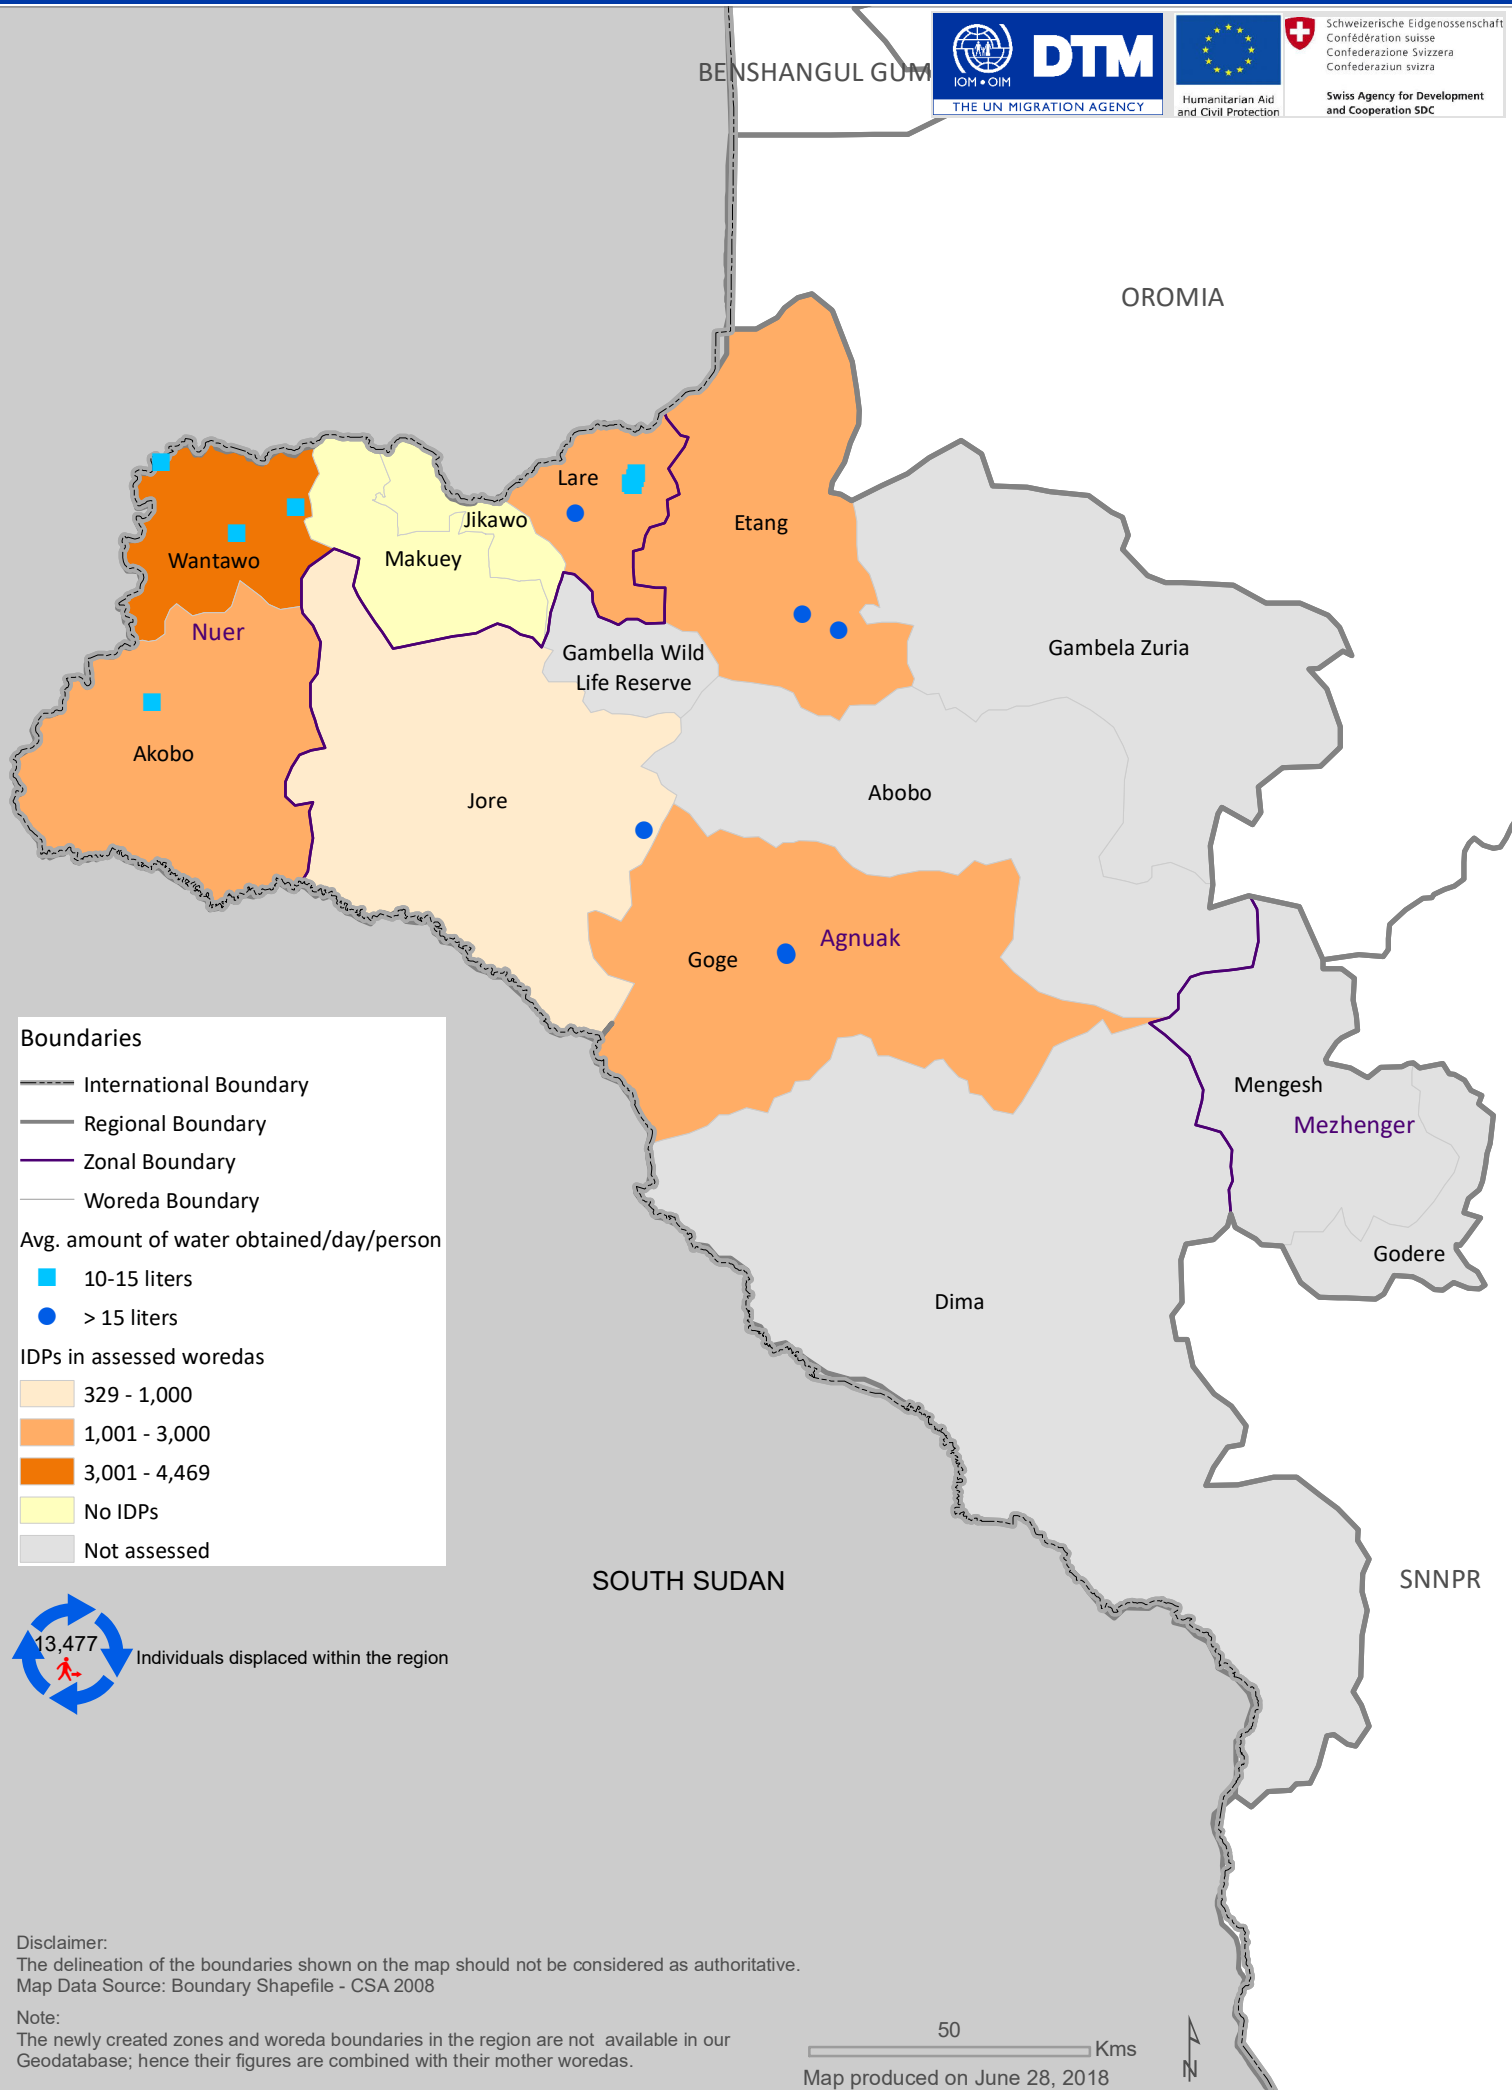 BENSHANGUL GUM
IOM • OIM
DTM
THE UN MIGRATION AGENCY
Humanitarian Aid
and Civil Protection
Schweizerische Eidgenossenschaft
Confédération suisse
Confederazione Svizzera
Confederaziun svizra
Swiss Agency for Development
and Cooperation SDC
OROMIA
Lare
Jikawo
Etang
Makuey
Wantawo
Nuer
Gambella Wild
Life Reserve
Gambela Zuria
Akobo
Jore
Abobo
Goge
Agnuak
Mengesh
Mezhenger
Godere
Dima
SOUTH SUDAN
SNNPR
Boundaries
International Boundary
Regional Boundary
Zonal Boundary
Woreda Boundary
Avg. amount of water obtained/day/person
10-15 liters
> 15 liters
IDPs in assessed woredas
329 - 1,000
1,001 - 3,000
3,001 - 4,469
No IDPs
Not assessed
13,477
Individuals displaced within the region
Disclaimer:
The delineation of the boundaries shown on the map should not be considered as authoritative.
Map Data Source: Boundary Shapefile - CSA 2008
Note:
The newly created zones and woreda boundaries in the region are not available in our
Geodatabase; hence their figures are combined with their mother woredas.
50
Kms
Map produced on June 28, 2018
N